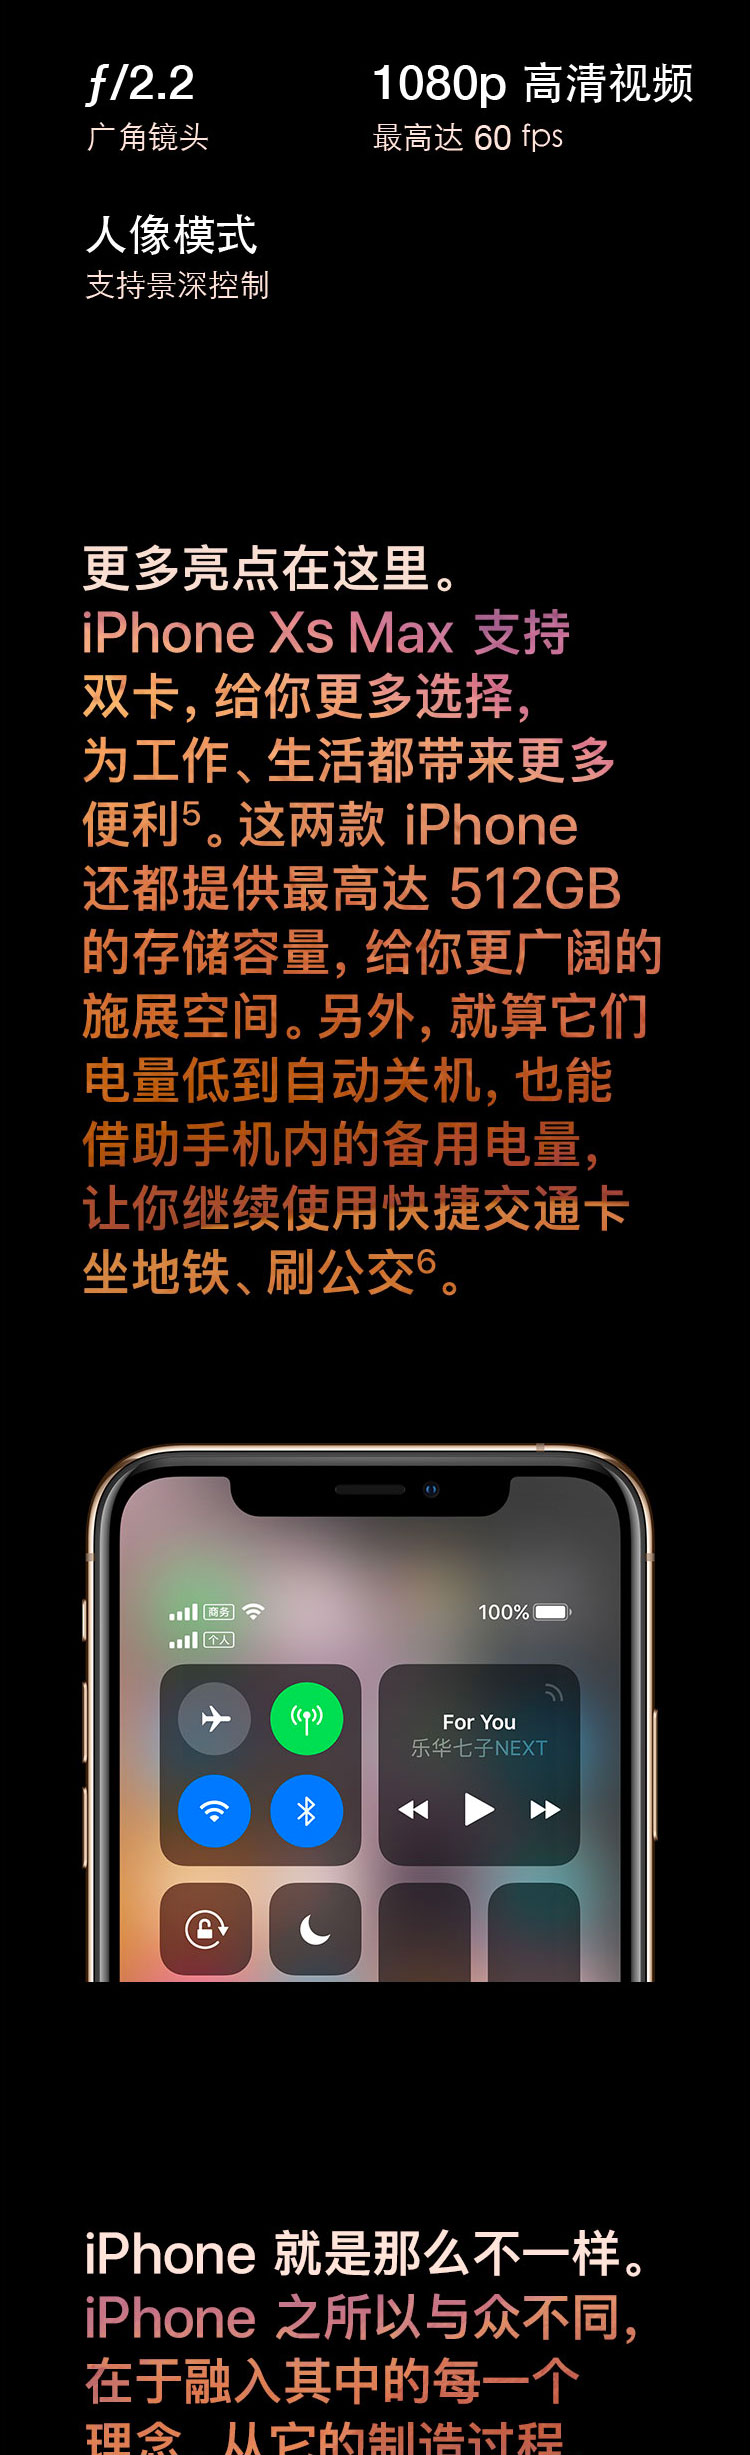 ƒ/2.2
广角镜头
1080p 高清视频
最高达 60 fps
人像模式
支持景深控制
更多亮点在这里。
iPhone Xs Max 支持
双卡，给你更多选择，
为工作、生活都带来更多
便利5。这两款 iPhone
还都提供最高达 512GB
的存储容量，给你更广阔的
施展空间。另外，就算它们
电量低到自动关机，也能
借助手机内的备用电量，
让你继续使用快捷交通卡
坐地铁、刷公交6。
商务
100%
个人
For You
乐华七子NEXT
iPhone 就是那么不一样。
iPhone 之所以与众不同，
在于融入其中的每一个
理念。从它的制造过程